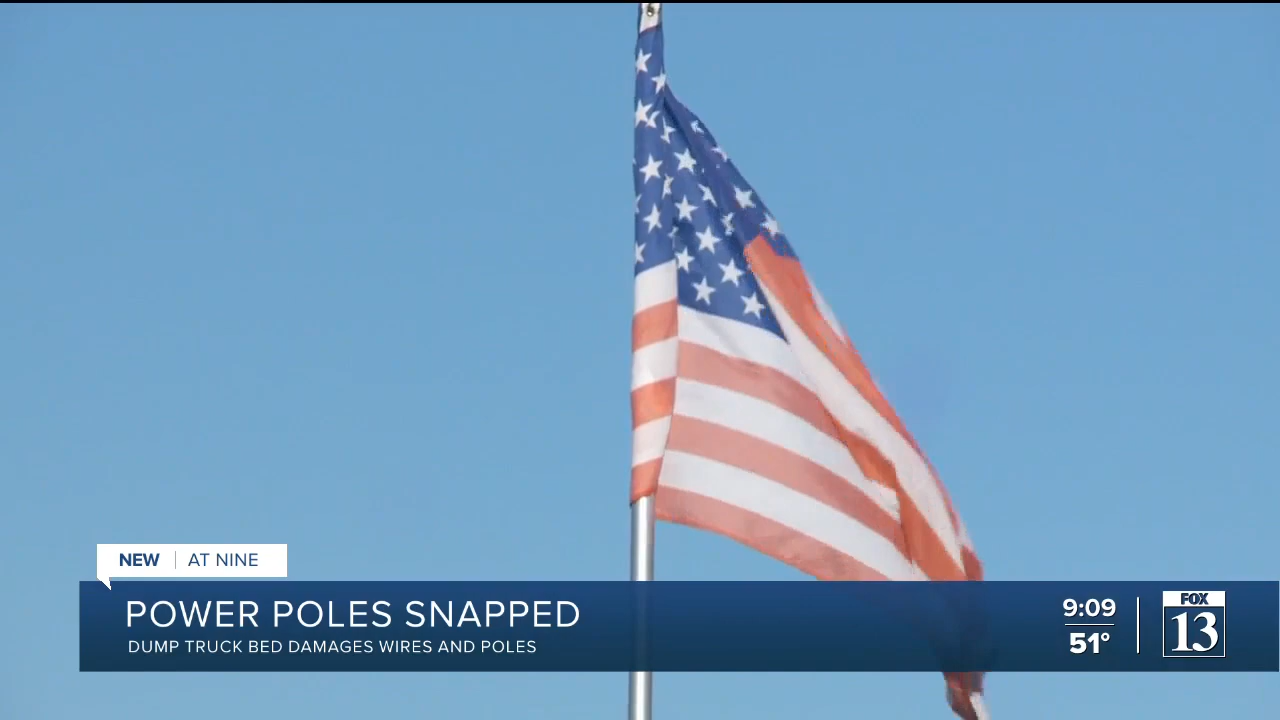 NEW AT NINE
POWER POLES SNAPPED
DUMP TRUCK BED DAMAGES WIRES AND POLES
9:09
51°
FOX
13